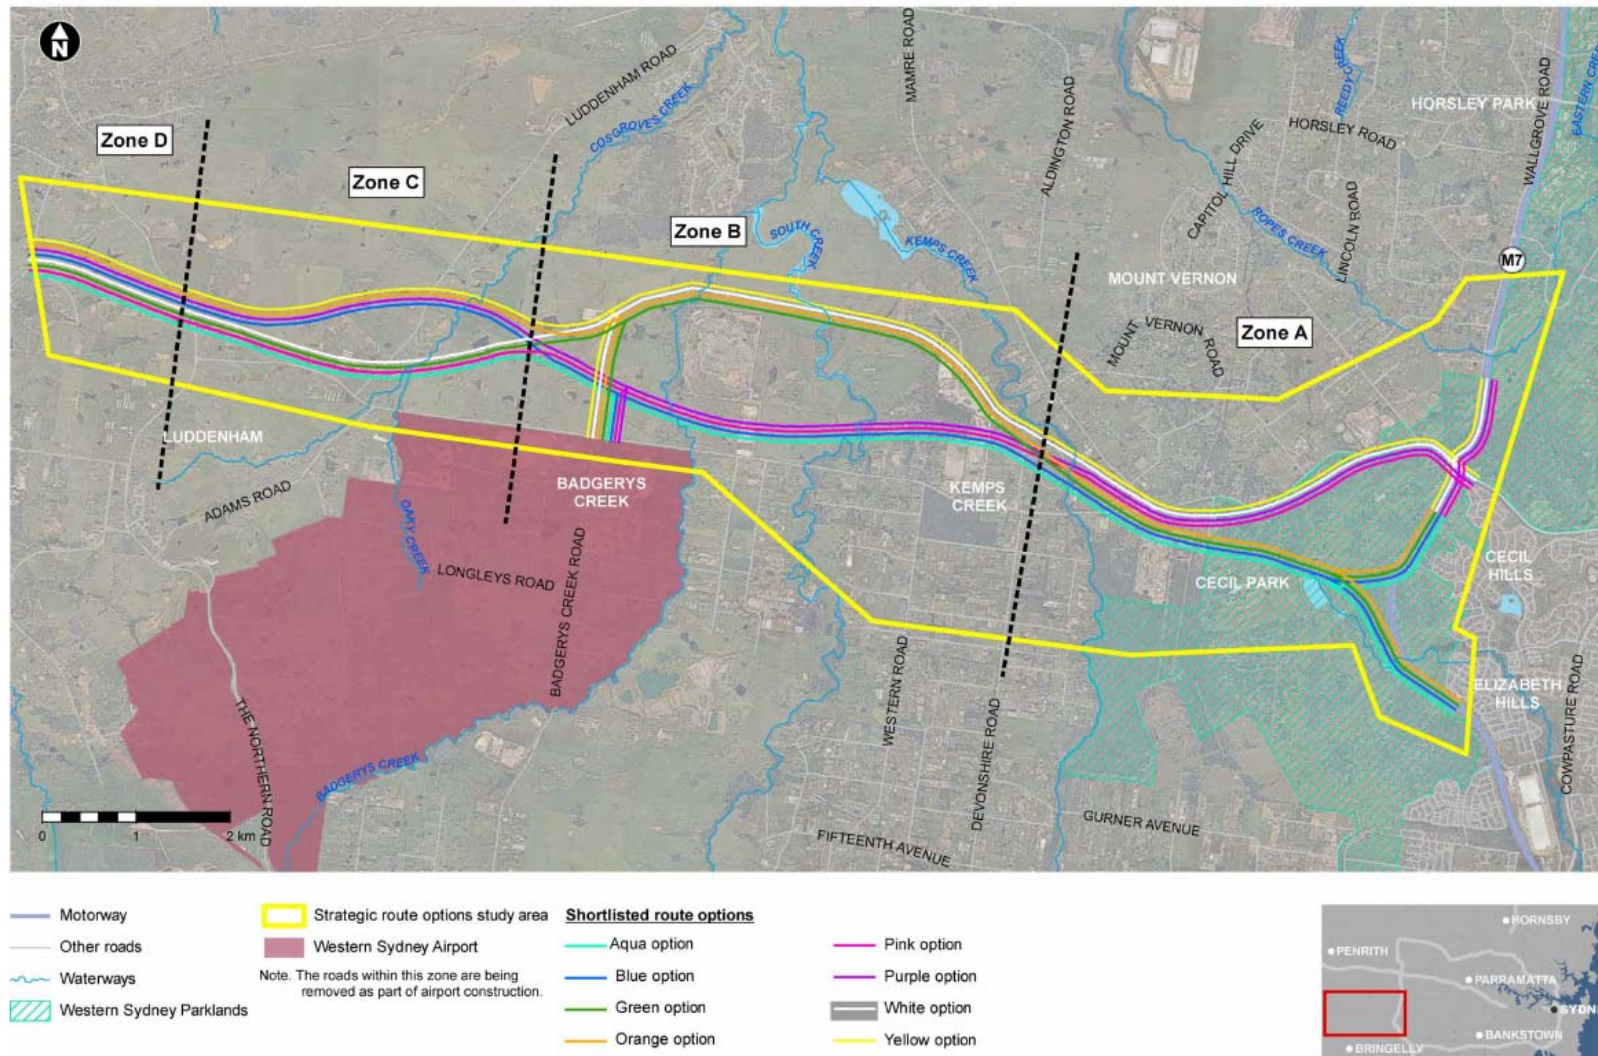 N
LUDDENHAM ROAD
COSGROVES CREEK
MAMRE ROAD
ALDINGTON ROAD
REEDY CREEK
HORSLEY PARK
HORSLEY ROAD
WALLGROVE ROAD
EASTERN CREEK
Zone D
Zone C
Zone B
SOUTH CREEK
KEMPS CREEK
CAPITOL HILL DRIVE
ROPES CREEK
LINCOLN ROAD
M7
MOUNT VERNON
Zone A
MOUNT VERNON ROAD
LUDDENHAM
ADAMS ROAD
OAKY CREEK
BADGERYS
CREEK
KEMPS
CREEK
LONGLEYS ROAD
BADGERYS CREEK ROAD
CECIL PARK
CECIL
HILLS
ELIZABETH
HILLS
COWPASTURE ROAD
WESTERN ROAD
DEVONSHIRE ROAD
THE NORTHERN ROAD
BADGERYS CREEK
FIFTEENTH AVENUE
GURNER AVENUE
0 1 2 km
Motorway
Other roads
Waterways
Western Sydney Parklands
Strategic route options study area
Western Sydney Airport
Note. The roads within this zone are being
removed as part of airport construction.
Shortlisted route options
Aqua option
Blue option
Green option
Orange option
Pink option
Purple option
White option
Yellow option
HORNSBY
PENRITH
PARRAMATTA
SYDNE
BANKSTOWN
BRINGELLY